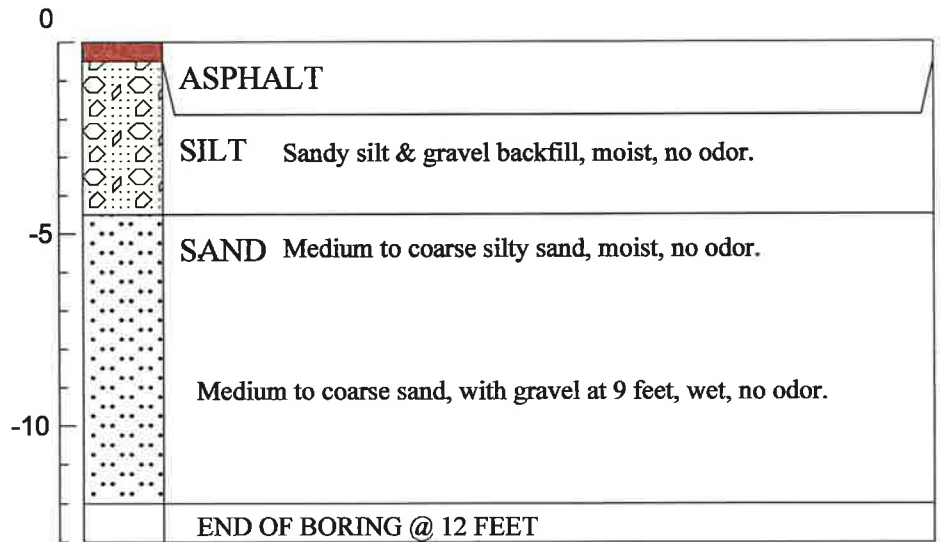 0
ASPHALT
SILT Sandy silt & gravel backfill, moist, no odor.
-5
SAND Medium to coarse silty sand, moist, no odor.
Medium to coarse sand, with gravel at 9 feet, wet, no odor.
-10
END OF BORING @ 12 FEET